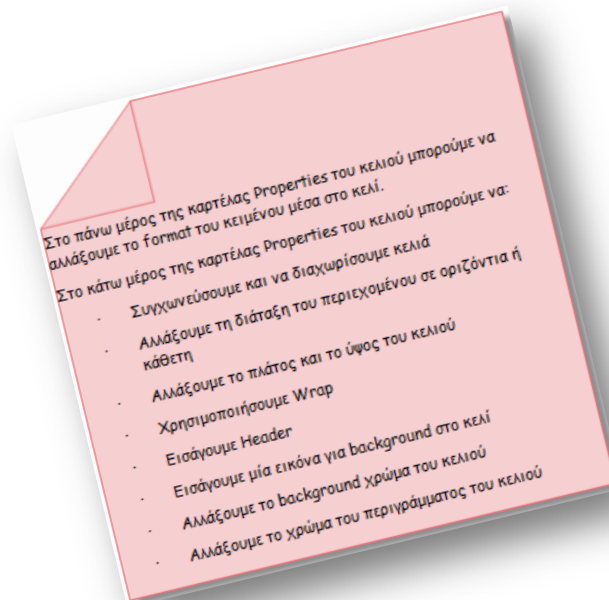 Στο πάνω μέρος της καρτέλας Properties του κελιού μπορούμε να
αλλάξουμε το format του κειμένου μέσα στο κελί.
Στο κάτω μέρος της καρτέλας Properties του κελιού μπορούμε να:
· Συγχωνεύσουμε και να διαχωρίσουμε κελιά
· Αλλάξουμε τη διάταξη του περιεχομένου σε οριζόντια ή
κάθετη
· Αλλάξουμε το πλάτος και το ύψος του κελιού
· Χρησιμοποιήσουμε Wrap
· Εισάγουμε Header
· Εισάγουμε μία εικόνα για background στο κελί
· Αλλάξουμε το background χρώμα του κελιού
· Αλλάξουμε το χρώμα του περιγράμματος του κελιού